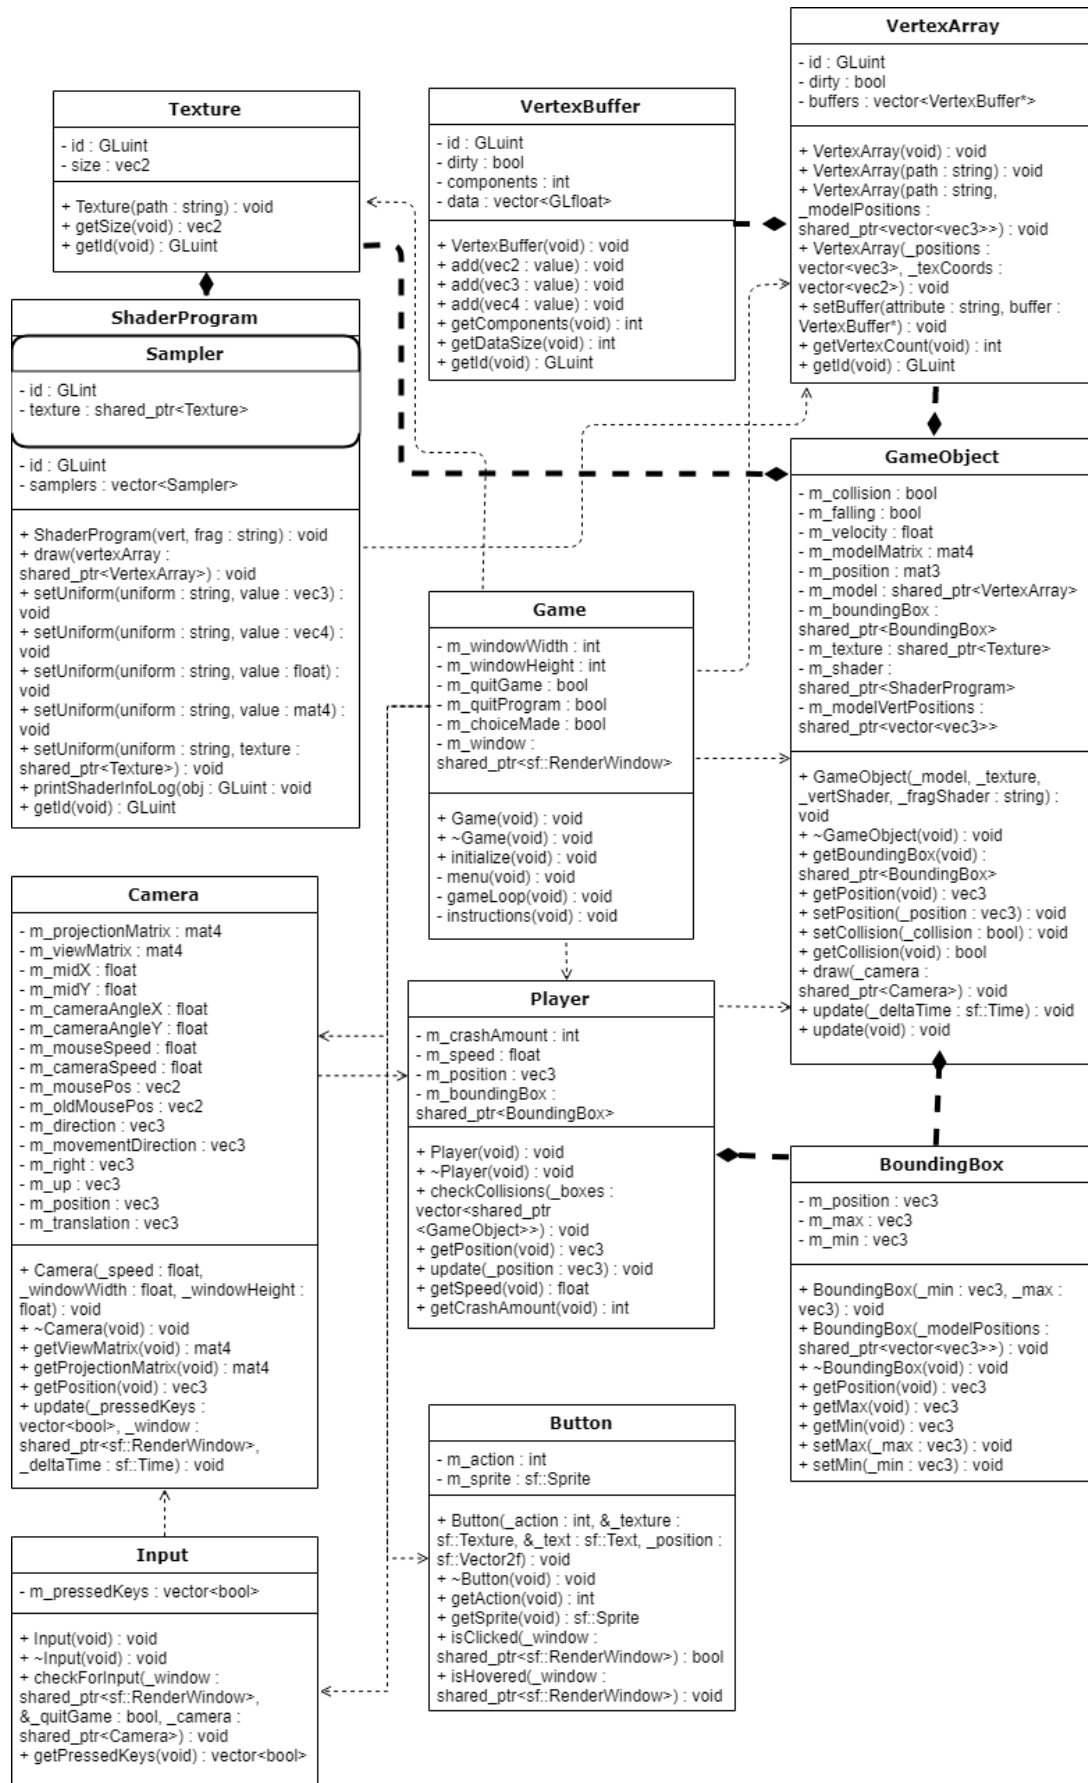 VertexArray
- id : GLuint
- dirty : bool
- buffers : vector<VertexBuffer*>
+ VertexArray(void) : void
+ VertexArray(path : string) : void
+ VertexArray(path : string,
_modelPositions :
shared_ptr<vector<vec3>>) : void
+ VertexArray(_positions :
vector<vec3>, _texCoords :
vector<vec2>) : void
+ setBuffer(attribute : string, buffer :
VertexBuffer*) : void
+ getVertexCount(void) : int
+ getId(void) : GLuint
Texture
- id : GLuint
- size : vec2
+ Texture(path : string) : void
+ getSize(void) : vec2
+ getId(void) : GLuint
VertexBuffer
- id : GLuint
- dirty : bool
- components : int
- data : vector<GLfloat>
+ VertexBuffer(void) : void
+ add(vec2 : value) : void
+ add(vec3 : value) : void
+ add(vec4 : value) : void
+ getComponents(void) : int
+ getDataSize(void) : int
+ getId(void) : GLuint
ShaderProgram
Sampler
- id : GLint
- texture : shared_ptr<Texture>
- id : GLuint
- samplers : vector<Sampler>
+ ShaderProgram(vert, frag : string) : void
+ draw(vertexArray :
shared_ptr<VertexArray>) : void
+ setUniform(uniform : string, value : vec3) :
void
+ setUniform(uniform : string, value : vec4) :
void
+ setUniform(uniform : string, value : float) :
void
+ setUniform(uniform : string, value : mat4) :
void
+ setUniform(uniform : string, texture :
shared_ptr<Texture>) : void
+ printShaderInfoLog(obj : GLuint : void
+ getId(void) : GLuint
GameObject
- m_collision : bool
- m_falling : bool
- m_velocity : float
- m_modelMatrix : mat4
- m_position : mat3
- m_model : shared_ptr<VertexArray>
- m_boundingBox :
shared_ptr<BoundingBox>
- m_texture : shared_ptr<Texture>
- m_shader :
shared_ptr<ShaderProgram>
- m_modelVertPositions :
shared_ptr<vector<vec3>>
+ GameObject(_model, _texture,
_vertShader, _fragShader : string) :
void
+ ~GameObject(void) : void
+ getBoundingBox(void) :
shared_ptr<BoundingBox>
+ getPosition(void) : vec3
+ setPosition(_position : vec3) : void
+ setCollision(_collision : bool) : void
+ getCollision(void) : bool
+ draw(_camera :
shared_ptr<Camera>) : void
+ update(_deltaTime : sf::Time) : void
+ update(void) : void
Game
- m_windowWidth : int
- m_windowHeight : int
- m_quitGame : bool
- m_quitProgram : bool
- m_choiceMade : bool
- m_window :
shared_ptr<sf::RenderWindow>
+ Game(void) : void
+ ~Game(void) : void
+ initialize(void) : void
- menu(void) : void
- gameLoop(void) : void
- instructions(void) : void
Camera
- m_projectionMatrix : mat4
- m_viewMatrix : mat4
- m_midX : float
- m_midY : float
- m_cameraAngleX : float
- m_cameraAngleY : float
- m_mouseSpeed : float
- m_cameraSpeed : float
- m_mousePos : vec2
- m_oldMousePos : vec2
- m_direction : vec3
- m_movementDirection : vec3
- m_right : vec3
- m_up : vec3
- m_position : vec3
- m_translation : vec3
+ Camera(_speed : float,
_windowWidth : float, _windowHeight :
float) : void
+ ~Camera(void) : void
+ getViewMatrix(void) : mat4
+ getProjectionMatrix(void) : mat4
+ getPosition(void) : vec3
+ update(_pressedKeys :
vector<bool>, _window :
shared_ptr<sf::RenderWindow>,
_deltaTime : sf::Time) : void
Player
- m_crashAmount : int
- m_speed : float
- m_position : vec3
- m_boundingBox :
shared_ptr<BoundingBox>
+ Player(void) : void
+ ~Player(void) : void
+ checkCollisions(_boxes :
vector<shared_ptr
<GameObject>>) : void
+ getPosition(void) : vec3
+ update(_position : vec3) : void
+ getSpeed(void) : float
+ getCrashAmount(void) : int
BoundingBox
- m_position : vec3
- m_max : vec3
- m_min : vec3
+ BoundingBox(_min : vec3, _max :
vec3) : void
+ BoundingBox(_modelPositions :
shared_ptr<vector<vec3>>) : void
+ ~BoundingBox(void) : void
+ getPosition(void) : vec3
+ getMax(void) : vec3
+ getMin(void) : vec3
+ setMax(_max : vec3) : void
+ setMin(_min : vec3) : void
Button
- m_action : int
- m_sprite : sf::Sprite
+ Button(_action : int, &_texture :
sf::Texture, &_text : sf::Text, _position :
sf::Vector2f) : void
+ ~Button(void) : void
+ getAction(void) : int
+ getSprite(void) : sf::Sprite
+ isClicked(_window :
shared_ptr<sf::RenderWindow>) : bool
+ isHovered(_window :
shared_ptr<sf::RenderWindow>) : void
Input
- m_pressedKeys : vector<bool>
+ Input(void) : void
+ ~Input(void) : void
+ checkForInput(_window :
shared_ptr<sf::RenderWindow>,
&_quitGame : bool, _camera :
shared_ptr<Camera>) : void
+ getPressedKeys(void) : vector<bool>